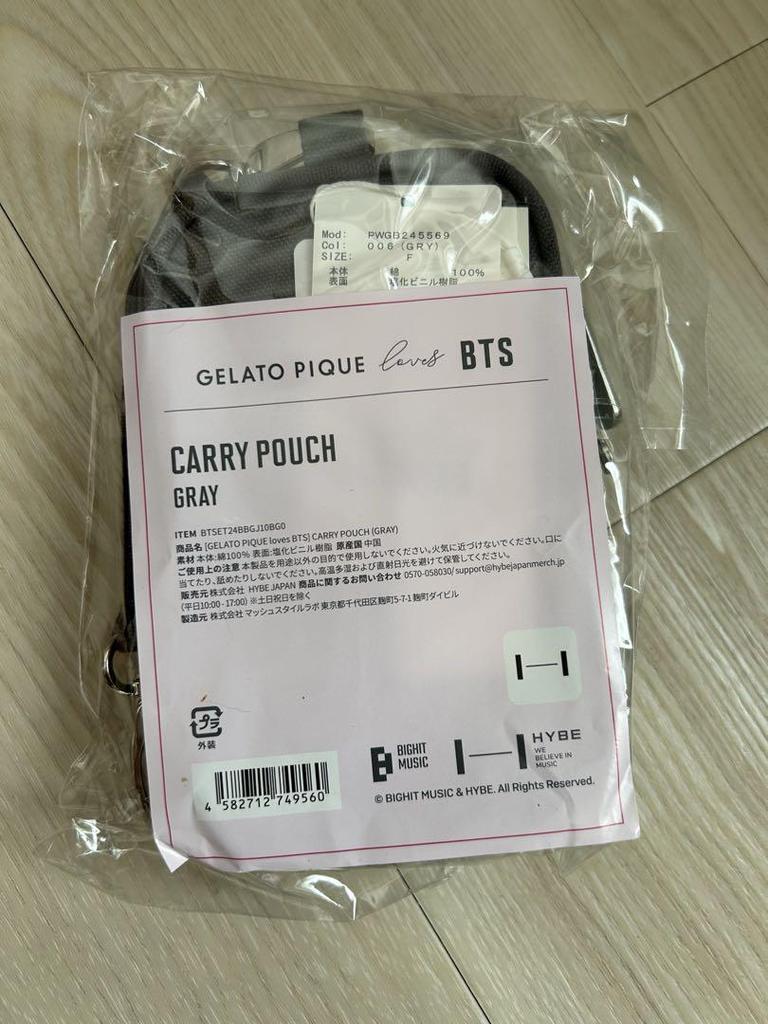 Mod: PWGB245569
Col: 006(GRY)
SIZE: F
本体 綿 100%
表面 塩化ビニル樹脂
GELATO PIQUE loves BTS
CARRY POUCH
GRAY
ITEM BTSET24BBGJ10BG0
商品名 [GELATO PIQUE loves BTS] CARRY POUCH (GRAY)
素材 本体:綿100% 表面:塩化ビニル樹脂 原産国 中国
ご使用上の注意 本製品を用途以外の目的で使用しないでください。火気に近づけないでください。口に
当てたり、舐めたりしないでください。高温多湿および直射日光を避けて保管してください。
販売元 株式会社 HYBE JAPAN 商品に関するお問い合わせ 0570-058030/ support@hybejapanmerch.jp
(平日10:00 - 17:00) ※土日祝日を除く
製造元 株式会社 マッシュスタイルラボ 東京都千代田区麹町5-7-1 麹町ダイビル
プラ
外装
4 582712 749560
BIGHIT
MUSIC
HYBE
WE
BELIEVE IN
MUSIC
© BIGHIT MUSIC & HYBE. All Rights Reserved.